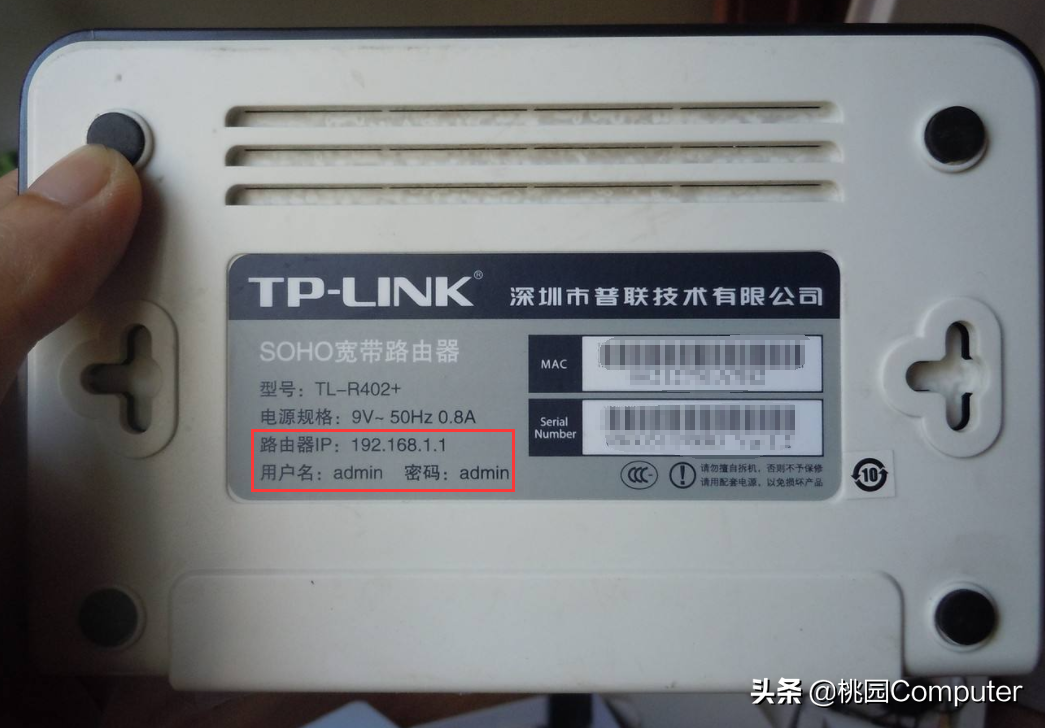 TP-LINK®
深圳市普联技术有限公司
SOHO宽带路由器
型号：TL-R402+
电源规格：9V~ 50Hz 0.8A
路由器IP：192.168.1.1
用户名：admin 密码：admin
MAC
Serial
Number
CCC
请勿擅自拆机，否则不予保修
请用配套电源，以免损坏产品
10
头条 @桃园Computer